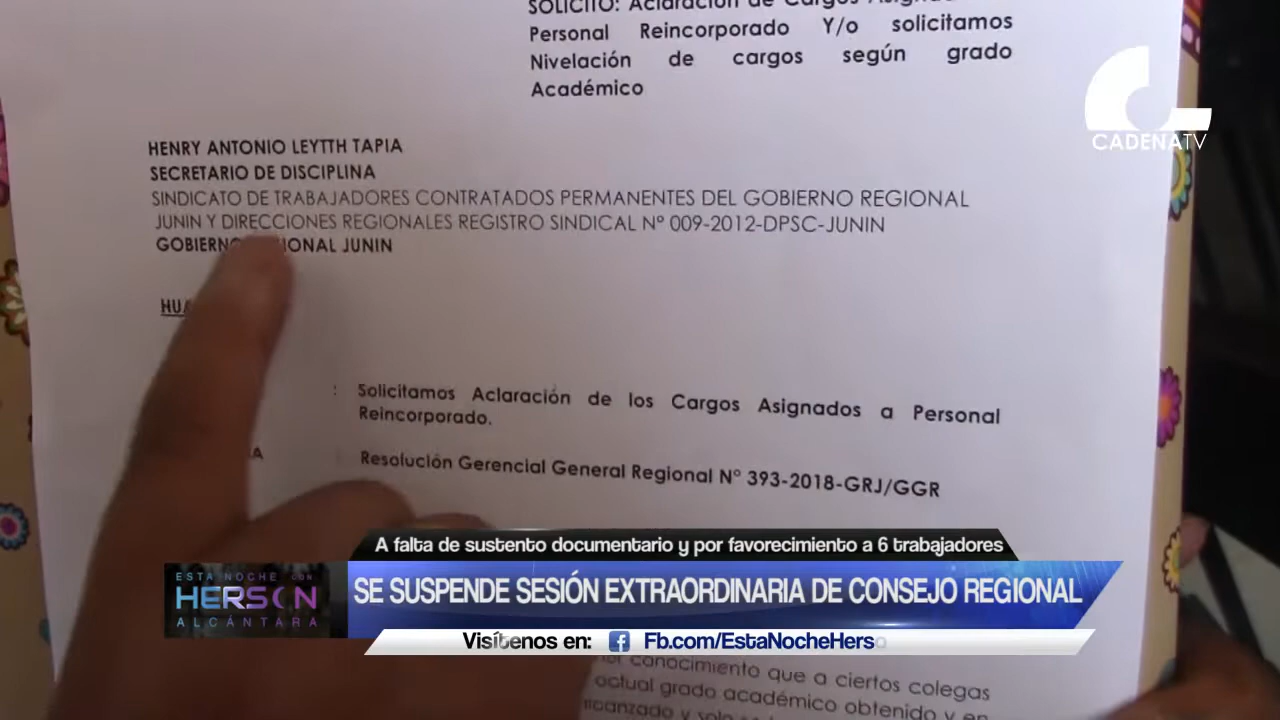 SOLICITO: Aclaración de Cargos
Personal Reincorporado Y/o solicitamos
Nivelación de cargos según grado
Académico
CADENATV
HENRY ANTONIO LEYTTH TAPIA
SECRETARIO DE DISCIPLINA
SINDICATO DE TRABAJADORES CONTRATADOS PERMANENTES DEL GOBIERNO REGIONAL
JUNIN Y DIRECCIONES REGIONALES REGISTRO SINDICAL Nº 009-2012-DPSC-JUNIN
GOBIERNO REGIONAL JUNIN
: Solicitamos Aclaración de los Cargos Asignados a Personal
Reincorporado.
Resolución Gerencial General Regional Nº 393-2018-GRJ/GGR
A falta de sustento documentario y por favorecimiento a 6 trabajadores
ESTA NOCHE CON
HERSON
ALCÁNTARA
SE SUSPENDE SESIÓN EXTRAORDINARIA DE CONSEJO REGIONAL
Visítenos en: Fb.com/EstaNocheHerso
conocimiento que a ciertos colegas
actual grado académico obtenido y en